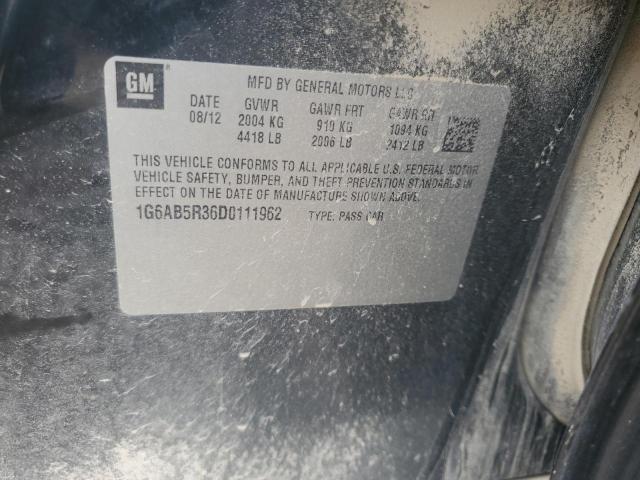 GM
MFD BY GENERAL MOTORS LLC
DATE GVWR GAWR FRT GAWR RR
08/12 2004 KG 910 KG 1094 KG
4418 LB 2006 LB 2412 LB
THIS VEHICLE CONFORMS TO ALL APPLICABLE U.S. FEDERAL MOTOR
VEHICLE SAFETY, BUMPER, AND THEFT PREVENTION STANDARDS IN
EFFECT ON THE DATE OF MANUFACTURE SHOWN ABOVE.
1G6AB5R36D0111962 TYPE: PASS CAR